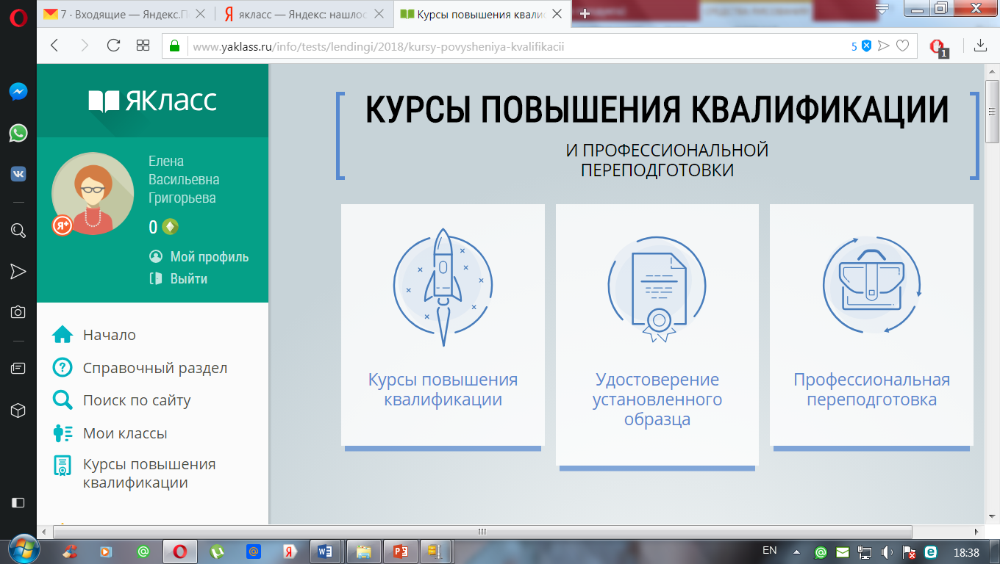 7 · Входящие — Яндекс.П
якласс — Яндекс: нашлос
Курсы повышения квали
www.yaklass.ru/info/tests/lendingi/2018/kursy-povysheniya-kvalifikacii
5
1
ЯКласс
Елена
Васильевна
Григорьева
Я+
0
Мой профиль
Выйти
Начало
Справочный раздел
Поиск по сайту
Мои классы
Курсы повышения
квалификации
КУРСЫ ПОВЫШЕНИЯ КВАЛИФИКАЦИИ
И ПРОФЕССИОНАЛЬНОЙ
ПЕРЕПОДГОТОВКИ
Курсы повышения
квалификации
Удостоверение
установленного
образца
Профессиональная
переподготовка
EN
18:38